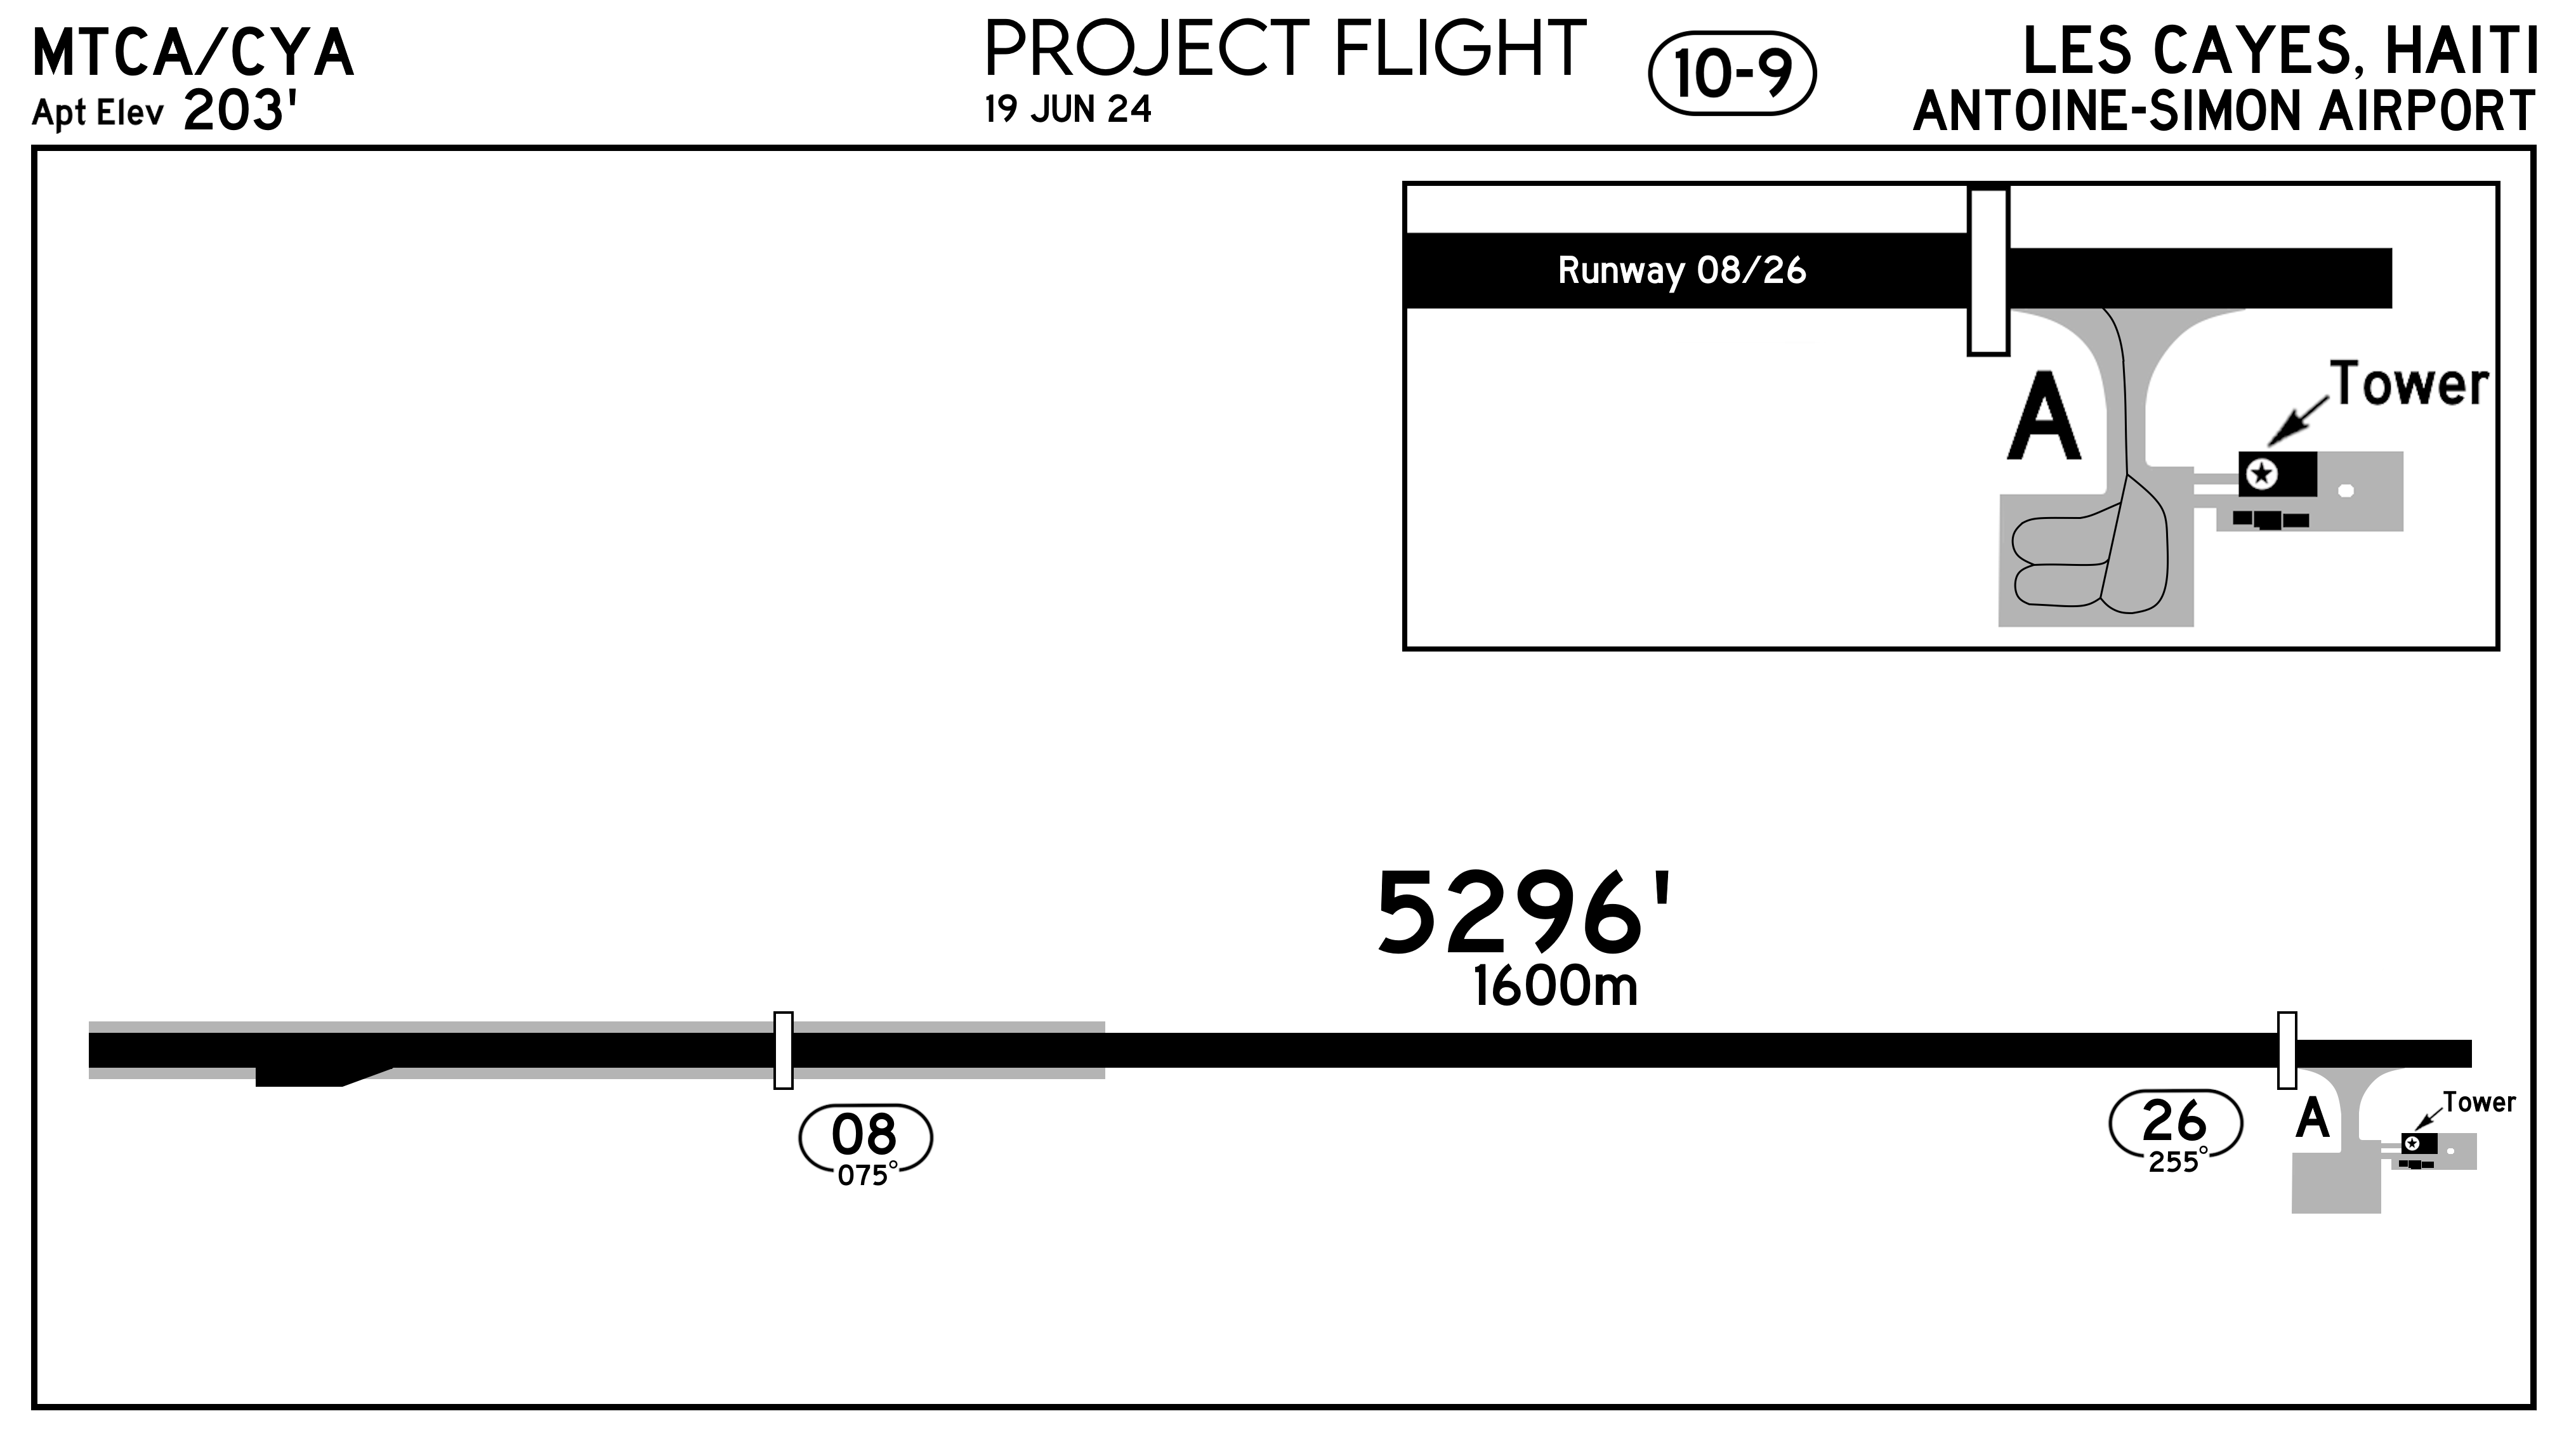 MTCA/CYA
Apt Elev 203'
PROJECT FLIGHT
19 JUN 24
10-9
LES CAYES, HAITI
ANTOINE-SIMON AIRPORT
Runway 08/26
A
Tower
5296'
1600m
08
075°
26
255°
A
Tower